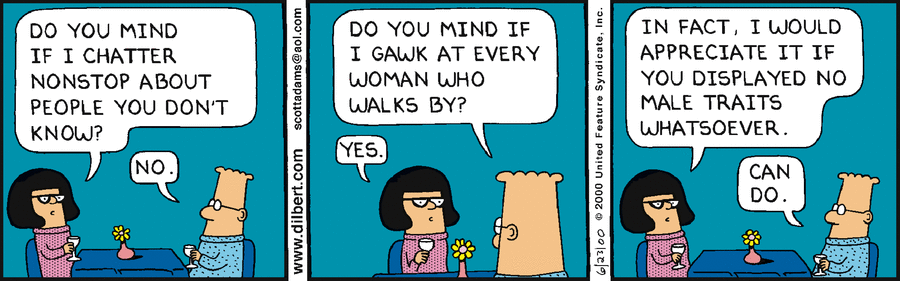 DO YOU MIND
IF I CHATTER
NONSTOP ABOUT
PEOPLE YOU DON'T
KNOW?
NO.
www.dilbert.com scottadams@aol.com
DO YOU MIND IF
I GAWK AT EVERY
WOMAN WHO
WALKS BY?
YES.
6/23/00 © 2000 United Feature Syndicate, Inc.
IN FACT, I WOULD
APPRECIATE IT IF
YOU DISPLAYED NO
MALE TRAITS
WHATSOEVER.
CAN
DO.